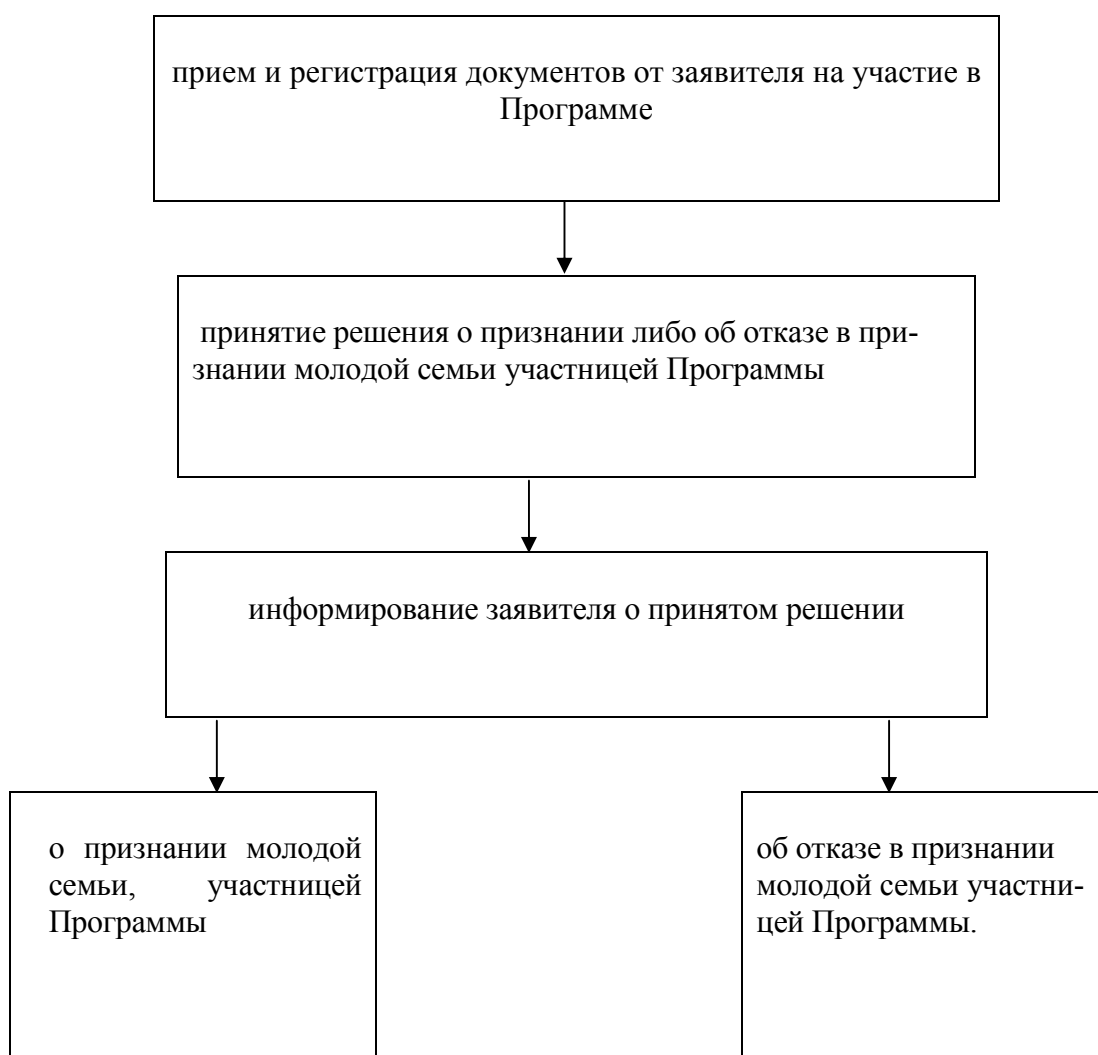 прием и регистрация документов от заявителя на участие в
Программе
принятие решения о признании либо об отказе в при-
знании молодой семьи участницей Программы
информирование заявителя о принятом решении
о признании молодой
семьи, участницей
Программы
об отказе в признании
молодой семьи участни-
цей Программы.